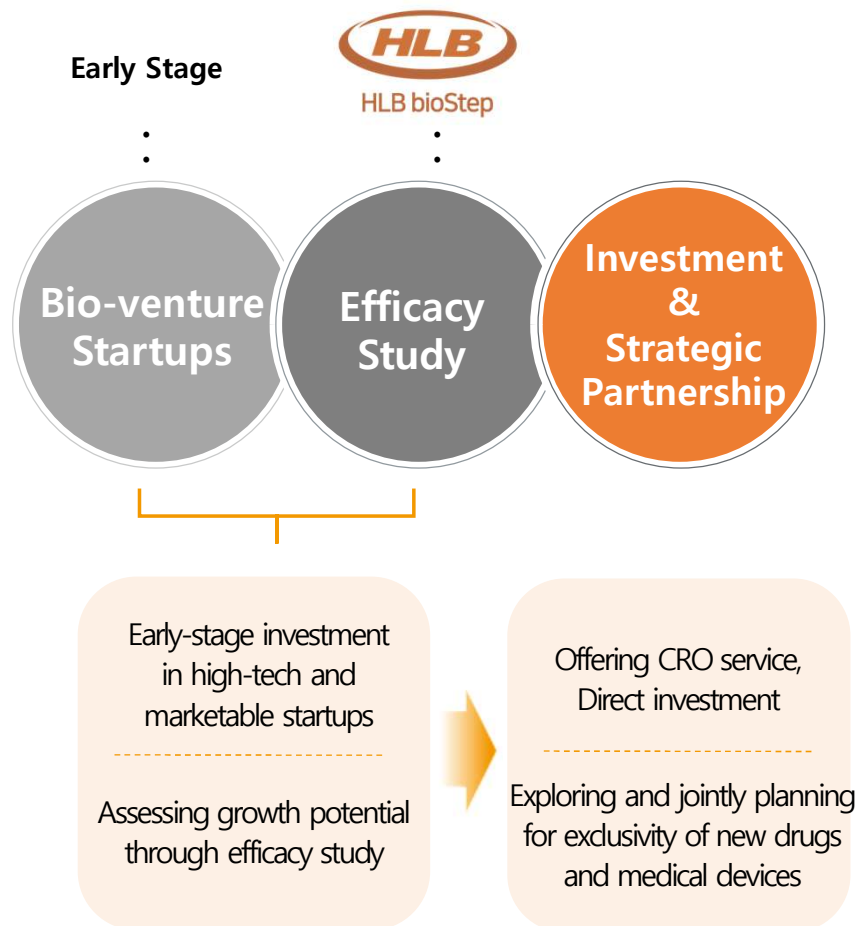 Early Stage
HLB
HLB bioStep
:
:
Bio-venture
Startups
Efficacy
Study
Investment
&
Strategic
Partnership
Early-stage investment
in high-tech and
marketable startups
Assessing growth potential
through efficacy study
Offering CRO service,
Direct investment
Exploring and jointly planning
for exclusivity of new drugs
and medical devices